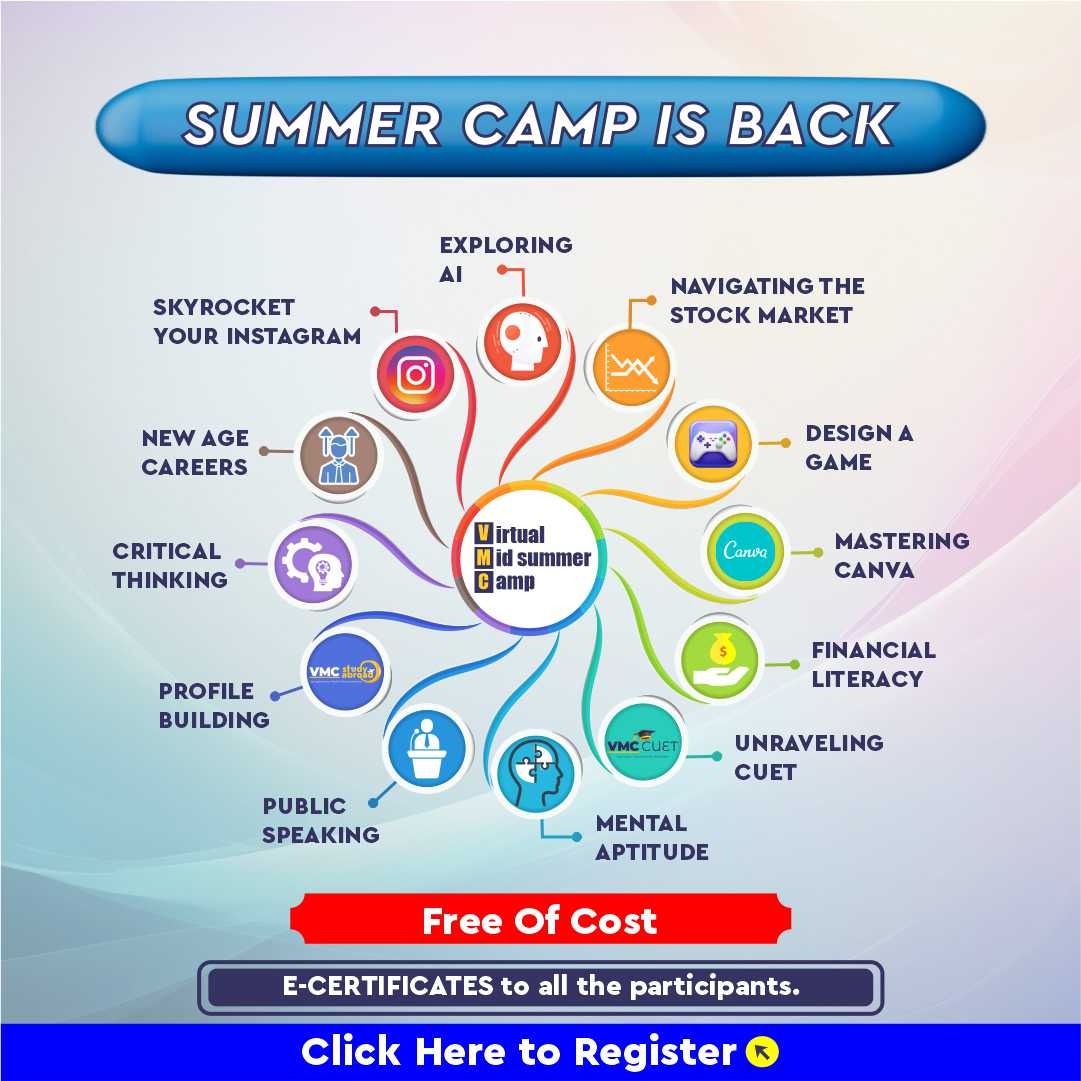 SUMMER CAMP IS BACK
EXPLORING
AI
NAVIGATING THE
STOCK MARKET
SKYROCKET
YOUR INSTAGRAM
DESIGN A
GAME
NEW AGE
CAREERS
Virtual
Mid summer
Camp
MASTERING
CANVA
Canva
CRITICAL
THINKING
FINANCIAL
LITERACY
$
PROFILE
BUILDING
VMC study
abroad
UNRAVELING
CUET
VMC CUET
PUBLIC
SPEAKING
MENTAL
APTITUDE
Free Of Cost
E-CERTIFICATES to all the participants.
Click Here to Register